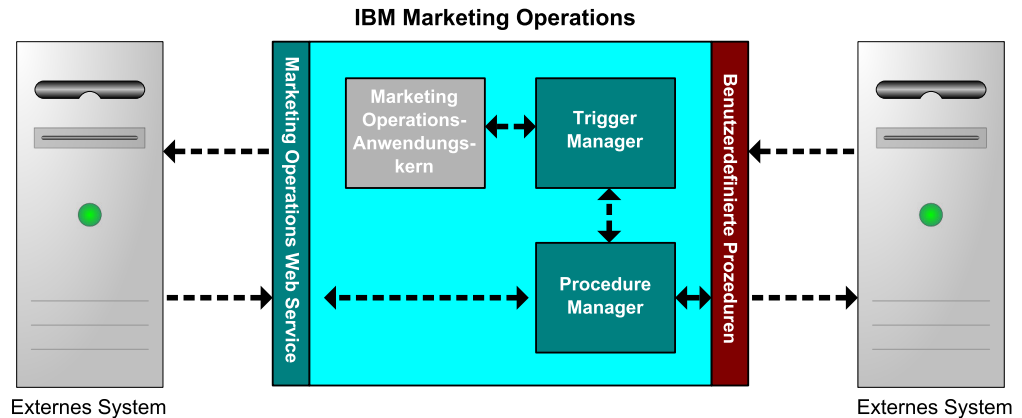 IBM Marketing Operations
Marketing Operations Web Service
Marketing
Operations-
Anwendungs-
kern
Trigger
Manager
Procedure
Manager
Benutzerdefinierte Prozeduren
Externes System
Externes System